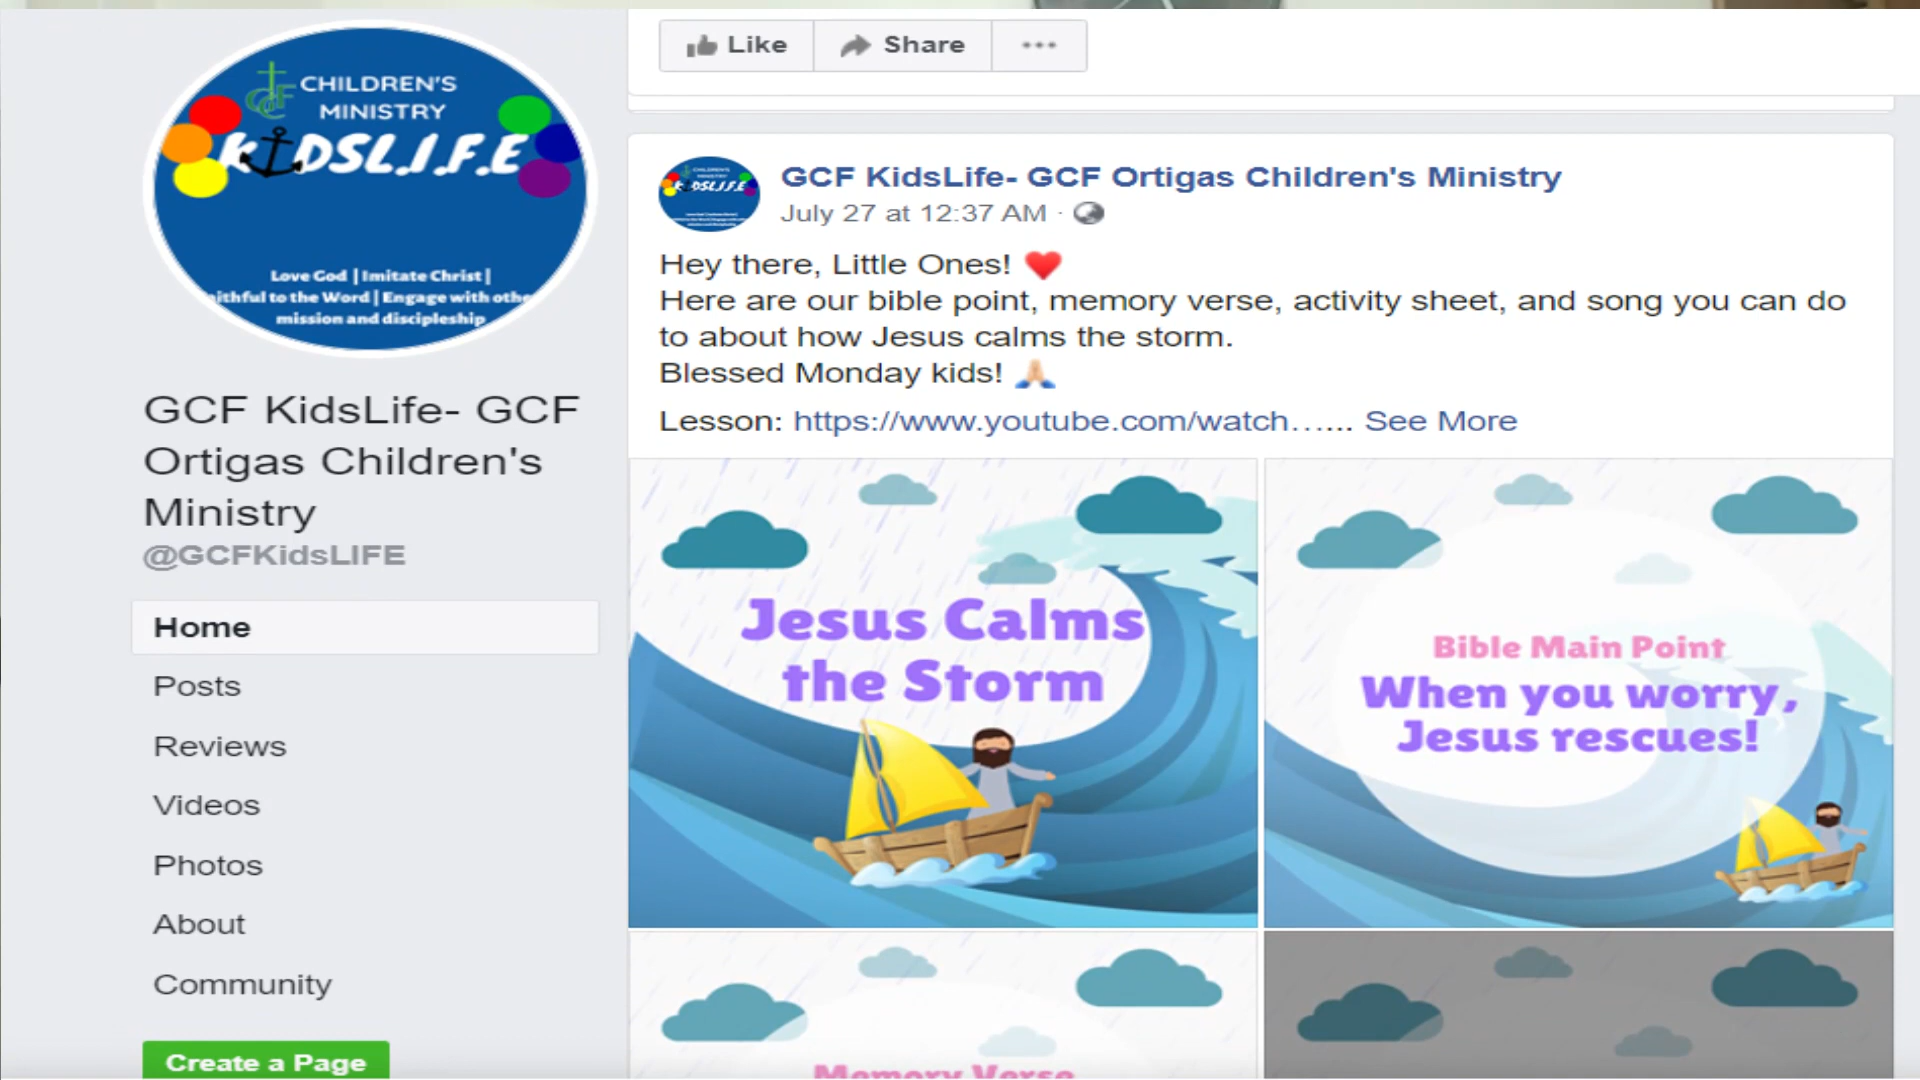 CHILDREN'S
MINISTRY
KIDSL.I.F.E
Love God | Imitate Christ |
ithful to the Word | Engage with othe
mission and discipleship
GCF KidsLife- GCF
Ortigas Children's
Ministry
@GCFKidsLIFE
Home
Posts
Reviews
Videos
Photos
About
Community
Create a Page
Like
Share
GCF KidsLife- GCF Ortigas Children's Ministry
July 27 at 12:37 AM ·
Hey there, Little Ones! ❤️
Here are our bible point, memory verse, activity sheet, and song you can do
to about how Jesus calms the storm.
Blessed Monday kids! 🙏🏻
Lesson: https://www.youtube.com/watch…... See More
Jesus Calms
the Storm
Bible Main Point
When you worry,
Jesus rescues!
Memory Verse